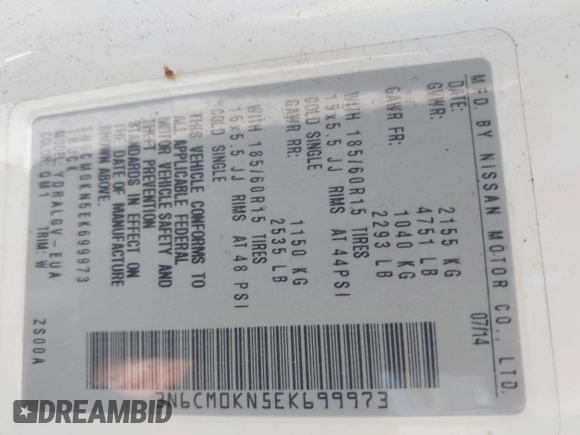 MFD. BY NISSAN MOTOR CO., LTD.
DATE: 07/14
GVWR: 2155 KG
4751 LB
GAWR FR: 1040 KG
2293 LB
WITH 185/60R15 TIRES
15x5.5 JJ RIMS AT 44PSI
COLD SINGLE
GAWR RR: 1150 KG
2535 LB
WITH 185/60R15 TIRES
15x5.5 JJ RIMS AT 48 PSI
COLD SINGLE
THIS VEHICLE CONFORMS TO
ALL APPLICABLE FEDERAL
MOTOR VEHICLE SAFETY AND
THEFT PREVENTION
STANDARDS IN EFFECT ON
THE DATE OF MANUFACTURE
SHOWN ABOVE.
3N6CM0KN5EK699973
TRUCK
MODEL: YDRALGV-EUA
COLOR: QM1 TRIM: W
ZS00A
3N6CM0KN5EK699973
DREAMBID
DREAMBID.COM